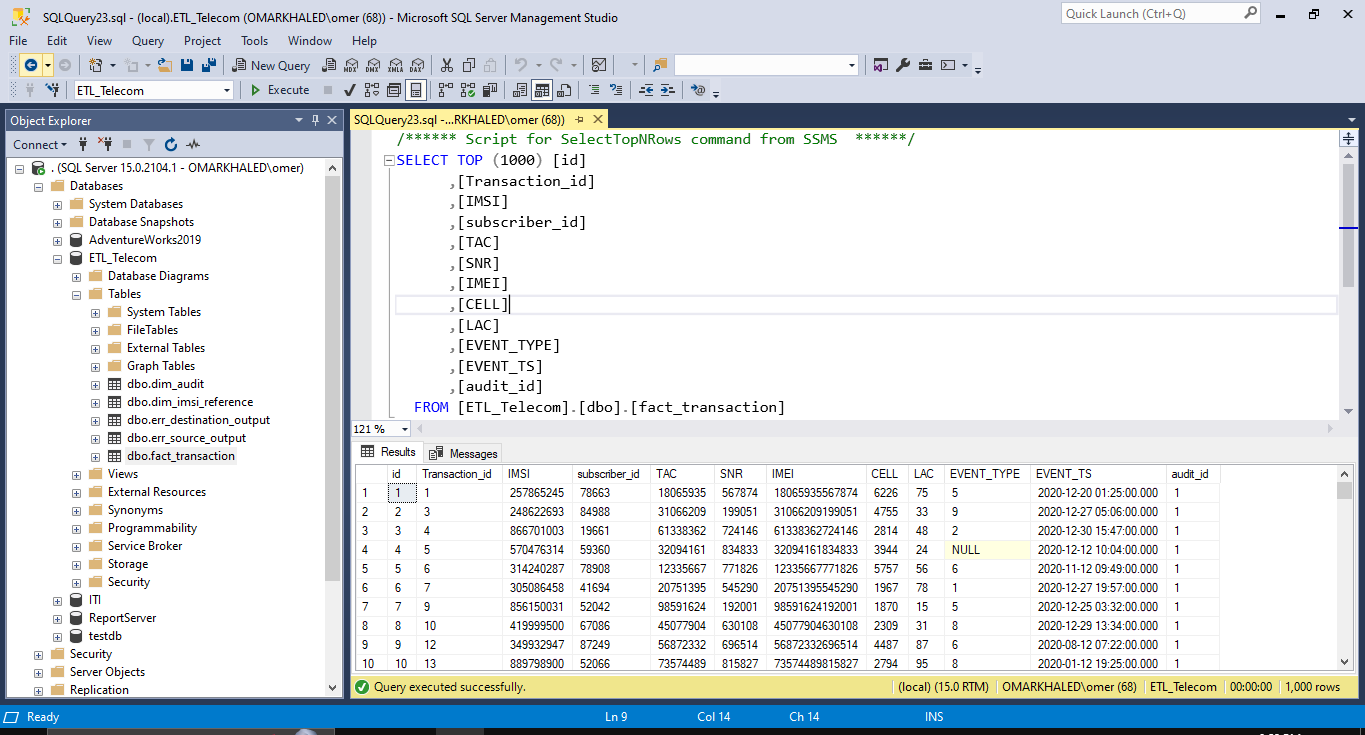 SQLQuery23.sql - (local).ETL_Telecom (OMARKHALED\omer (68)) - Microsoft SQL Server Management Studio
Quick Launch (Ctrl+Q)
File Edit View Query Project Tools Window Help
New Query MDX DMX XMLA DAX
ETL_Telecom Execute
Object Explorer
Connect
. (SQL Server 15.0.2104.1 - OMARKHALED\omer)
Databases
System Databases
Database Snapshots
AdventureWorks2019
ETL_Telecom
Database Diagrams
Tables
System Tables
FileTables
External Tables
Graph Tables
dbo.dim_audit
dbo.dim_imsi_reference
dbo.err_destination_output
dbo.err_source_output
dbo.fact_transaction
Views
External Resources
Synonyms
Programmability
Service Broker
Storage
Security
ITI
ReportServer
testdb
Security
Server Objects
Replication
SQLQuery23.sql -...RKHALED\omer (68))
/****** Script for SelectTopNRows command from SSMS ******/
SELECT TOP (1000) [id]
,[Transaction_id]
,[IMSI]
,[subscriber_id]
,[TAC]
,[SNR]
,[IMEI]
,[CELL]
,[LAC]
,[EVENT_TYPE]
,[EVENT_TS]
,[audit_id]
FROM [ETL_Telecom].[dbo].[fact_transaction]
121 %
Results Messages
id Transaction_id IMSI subscriber_id TAC SNR IMEI CELL LAC EVENT_TYPE EVENT_TS audit_id
1 1 1 257865245 78663 18065935 567874 18065935567874 6226 75 5 2020-12-20 01:25:00.000 1
2 2 3 248622693 84988 31066209 199051 31066209199051 4755 33 9 2020-12-27 05:06:00.000 1
3 3 4 866701003 19661 61338362 724146 61338362724146 2814 48 2 2020-12-30 15:47:00.000 1
4 4 5 570476314 59360 32094161 834833 32094161834833 3944 24 NULL 2020-12-12 10:04:00.000 1
5 5 6 314240287 78908 12335667 771826 12335667771826 5757 56 6 2020-11-12 09:49:00.000 1
6 6 7 305086458 41694 20751395 545290 20751395545290 1967 78 1 2020-12-27 19:57:00.000 1
7 7 9 856150031 52042 98591624 192001 98591624192001 1870 15 5 2020-12-25 03:32:00.000 1
8 8 10 419999500 67086 45077904 630108 45077904630108 2209 31 8 2020-12-29 13:34:00.000 1
9 9 12 349932947 87249 56872332 696514 56872332696514 4487 87 6 2020-08-12 07:22:00.000 1
10 10 13 889798900 52066 73574489 815827 73574489815827 2794 95 8 2020-01-12 19:25:00.000 1
Query executed successfully. (local) (15.0 RTM) OMARKHALED\omer (68) ETL_Telecom 00:00:00 1,000 rows
Ready Ln 9 Col 14 Ch 14 INS